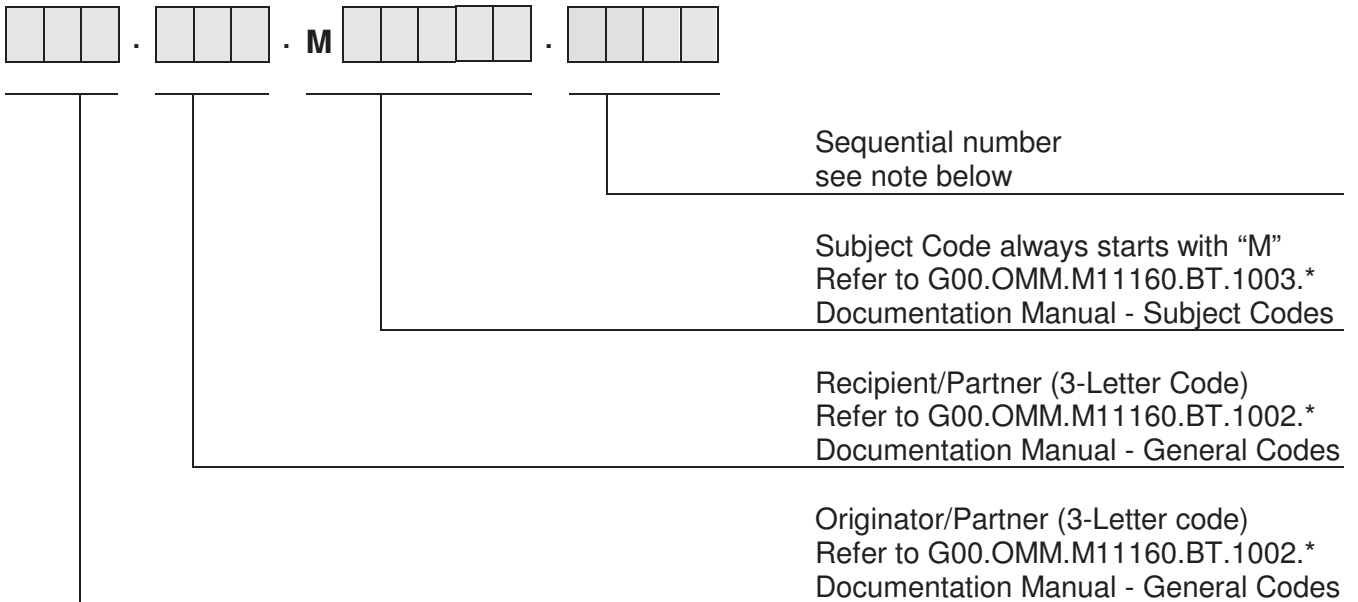 . . M .
Sequential number
see note below
Subject Code always starts with “M”
Refer to G00.OMM.M11160.BT.1003.*
Documentation Manual - Subject Codes
Recipient/Partner (3-Letter Code)
Refer to G00.OMM.M11160.BT.1002.*
Documentation Manual - General Codes
Originator/Partner (3-Letter code)
Refer to G00.OMM.M11160.BT.1002.*
Documentation Manual - General Codes